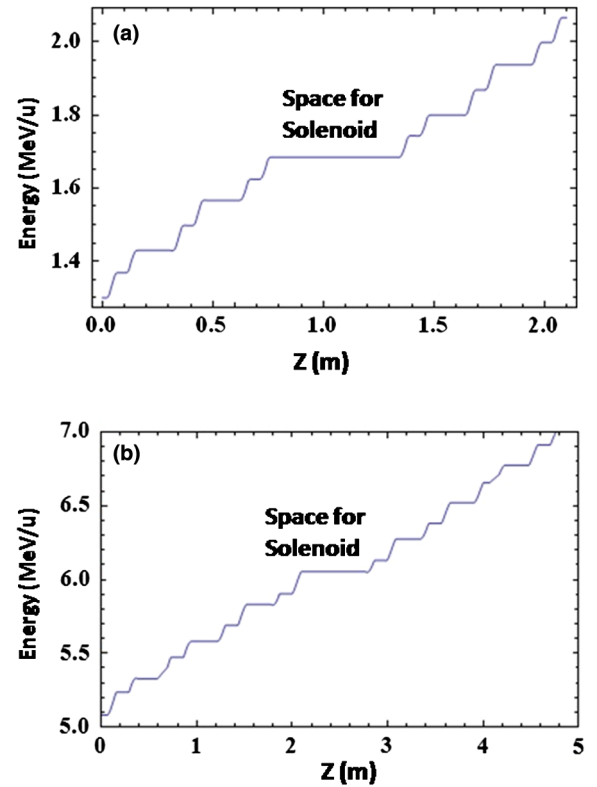 (a)
Space for
Solenoid
Energy (MeV/u)
2.0
1.8
1.6
1.4
0.0 0.5 1.0 1.5 2.0
Z (m)
(b)
Space for
Solenoid
Energy (MeV/u)
7.0
6.5
6.0
5.5
5.0
0 1 2 3 4 5
Z (m)